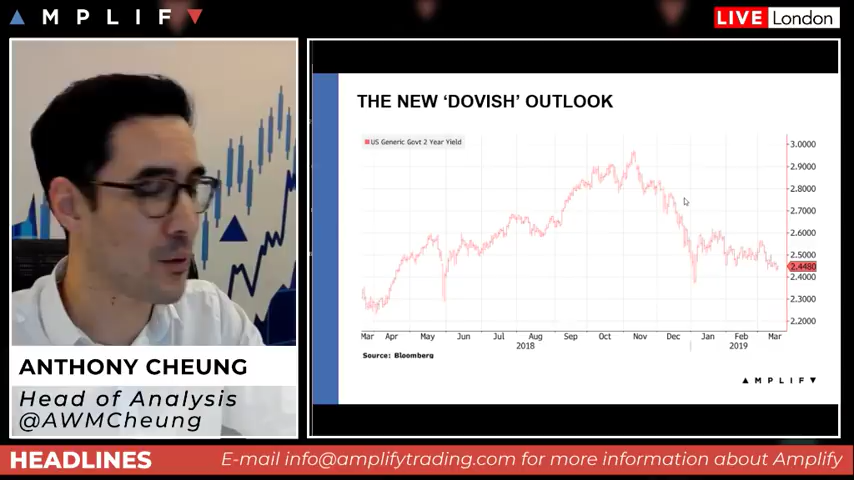 ▲ M P L I F ▼
LIVE London
THE NEW ‘DOVISH’ OUTLOOK
US Generic Govt 2 Year Yield
3.0000
2.9000
2.8000
2.7000
2.6000
2.5000
2.4480
2.4000
2.3000
2.2000
Mar Apr May Jun Jul Aug Sep Oct Nov Dec Jan Feb Mar
2018 2019
Source: Bloomberg
▲ M P L I F Y
ANTHONY CHEUNG
Head of Analysis
@AWMCheung
HEADLINES E-mail info@amplifytrading.com for more information about Amplify